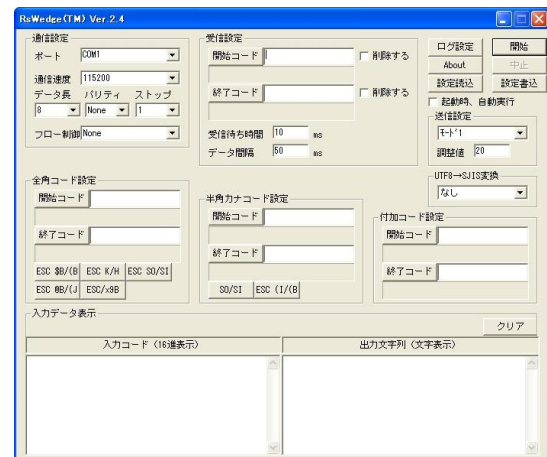 RsWedge(TM) Ver.2.4
通信設定
ポート COM1
通信速度 115200
データ長 パリティ ストップ
8 None 1
フロー制御 None
受信設定
開始コード 削除する
終了コード 削除する
受信待ち時間 10 ms
データ間隔 50 ms
ログ設定 開始
About 中止
設定読込 設定書込
起動時、自動実行
送信設定
モード1
調整値 20
UTF8→SJIS変換
なし
全角コード設定
開始コード
終了コード
ESC $B/(B ESC K/H ESC SO/SI
ESC @B/(J ESC/x9B
半角カナコード設定
開始コード
終了コード
SO/SI ESC (I/(B
付加コード設定
開始コード
終了コード
入力データ表示
クリア
入力コード (16進表示) 出力文字列 (文字表示)